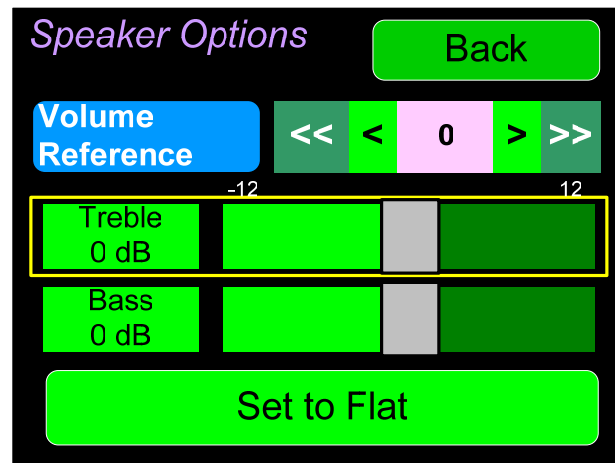 Speaker Options
Back
Volume
Reference
<< < 0 > >>
-12 12
Treble
0 dB
Bass
0 dB
Set to Flat